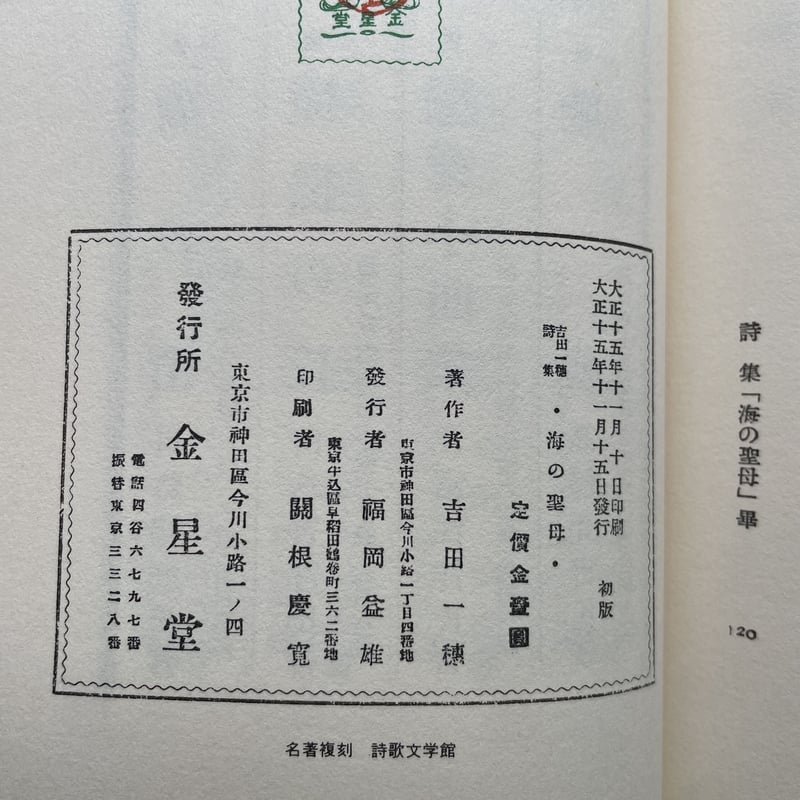 詩集「海の聖母」畢
120
金星堂
大正十五年十一月十日印刷
大正十五年十一月十五日發行
初版
吉田一穗
詩集
・海の聖母・
定價金壹圓
著作者 吉田一穗
東京市神田區今川小路一丁目四番地
發行者 福岡益雄
東京牛込區早稻田鶴卷町三六二番地
印刷者 關根慶寬
東京市神田區今川小路一ノ四
發行所 金星堂
電話四谷六七九七番
振替東京三三二八番
名著複刻 詩歌文学館